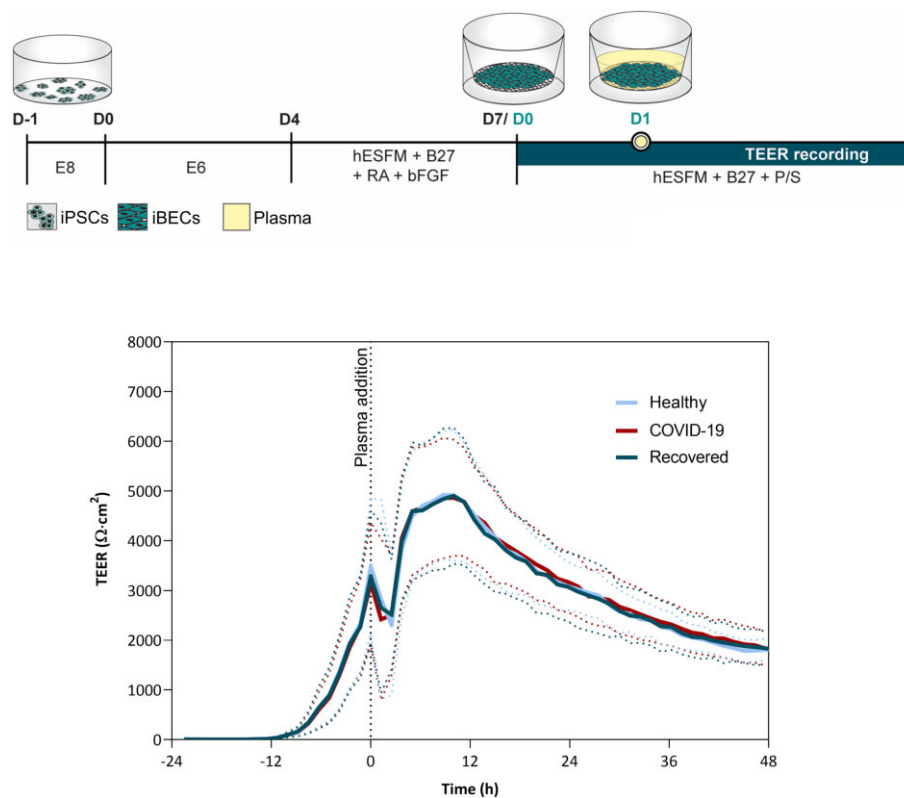 D-1 D0 D4 D7/ D0 D1
E8 E6 hESFM + B27
+ RA + bFGF
TEER recording
hESFM + B27 + P/S
iPSCs iBECs Plasma
8000
7000
6000
5000
4000
3000
2000
1000
0
TEER (Ω·cm²)
Plasma addition
Healthy
COVID-19
Recovered
-24 -12 0 12 24 36 48
Time (h)